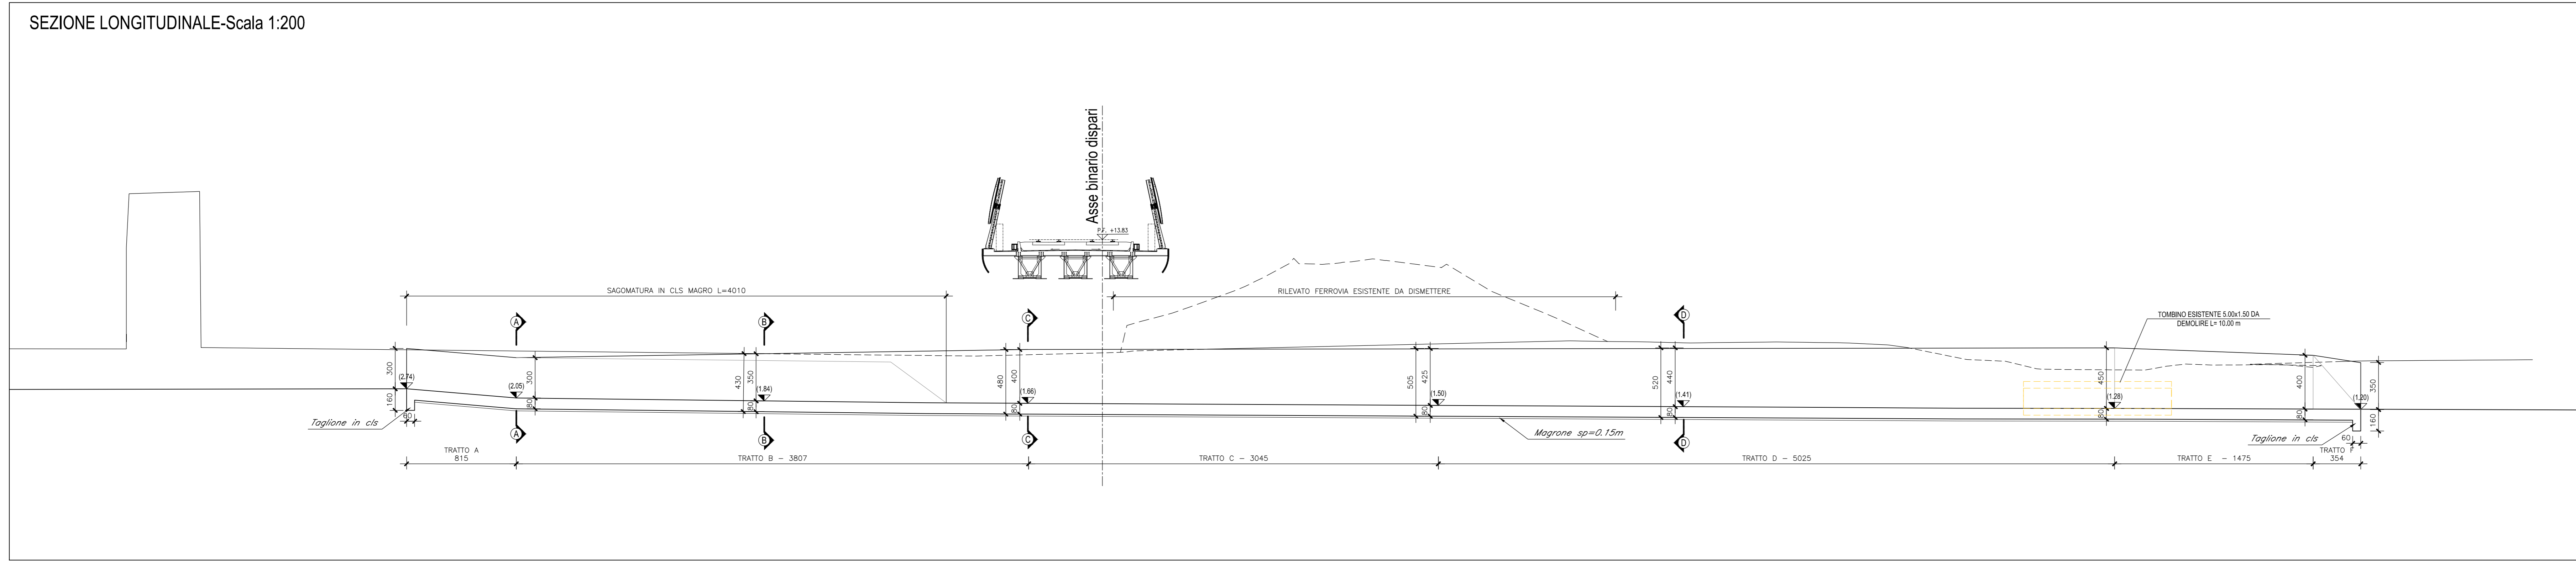 SEZIONE LONGITUDINALE-Scala 1:200
Asse binario dispari
P.F. +13.83
SAGOMATURA IN CLS MAGRO L=4010
RILEVATO FERROVIA ESISTENTE DA DISMETTERE
TOMBINO ESISTENTE 5.00x1.50 DA
DEMOLIRE L= 10.00 m
A
B
C
D
300
160
(2.74)
60
(2.05)
300
80
430
350
80
(1.84)
480
400
80
(1.66)
505
425
80
(1.50)
520
440
80
(1.41)
450
80
(1.28)
400
80
(1.20)
350
160
60
Taglione in cls
A
B
C
D
Magrone sp=0.15m
Taglione in cls
TRATTO A
815
TRATTO B - 3807
TRATTO C - 3045
TRATTO D - 5025
TRATTO E - 1475
TRATTO F
354